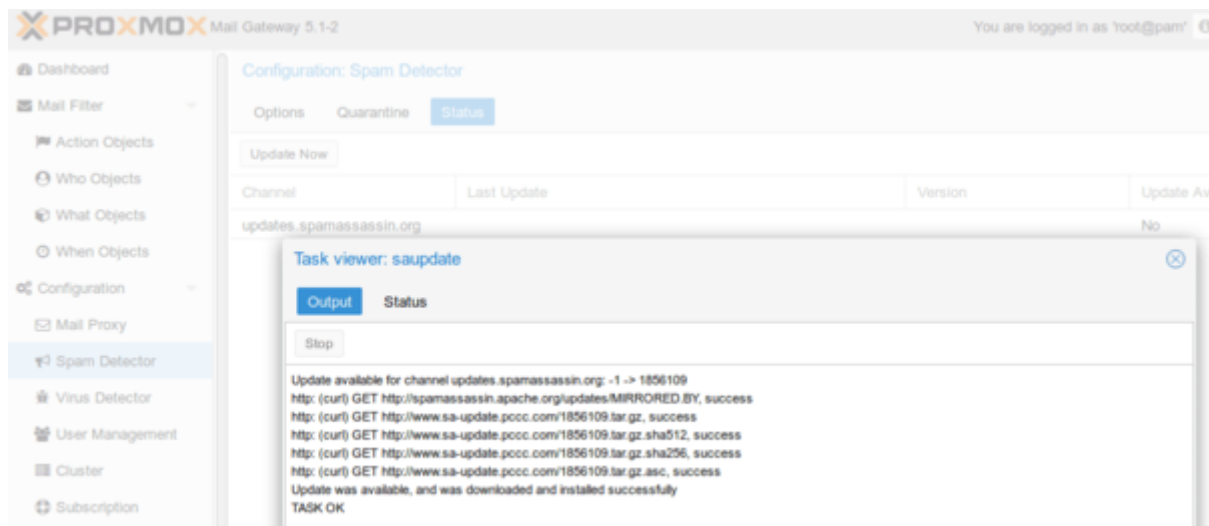 PROXMOX Mail Gateway 5.1-2
You are logged in as 'root@pam'
Dashboard
Mail Filter
Action Objects
Who Objects
What Objects
When Objects
Configuration
Mail Proxy
Spam Detector
Virus Detector
User Management
Cluster
Subscription
Configuration: Spam Detector
Options Quarantine Status
Update Now
Channel Last Update Version Update Av
updates.spamassassin.org No
Task viewer: saupdate
Output Status
Stop
Update available for channel updates.spamassassin.org: -1 -> 1856109
http: (curl) GET http://spamassassin.apache.org/updates/MIRRORED.BY, success
http: (curl) GET http://www.sa-update.pccc.com/1856109.tar.gz, success
http: (curl) GET http://www.sa-update.pccc.com/1856109.tar.gz.sha512, success
http: (curl) GET http://www.sa-update.pccc.com/1856109.tar.gz.sha256, success
http: (curl) GET http://www.sa-update.pccc.com/1856109.tar.gz.asc, success
Update was available, and was downloaded and installed successfully
TASK OK